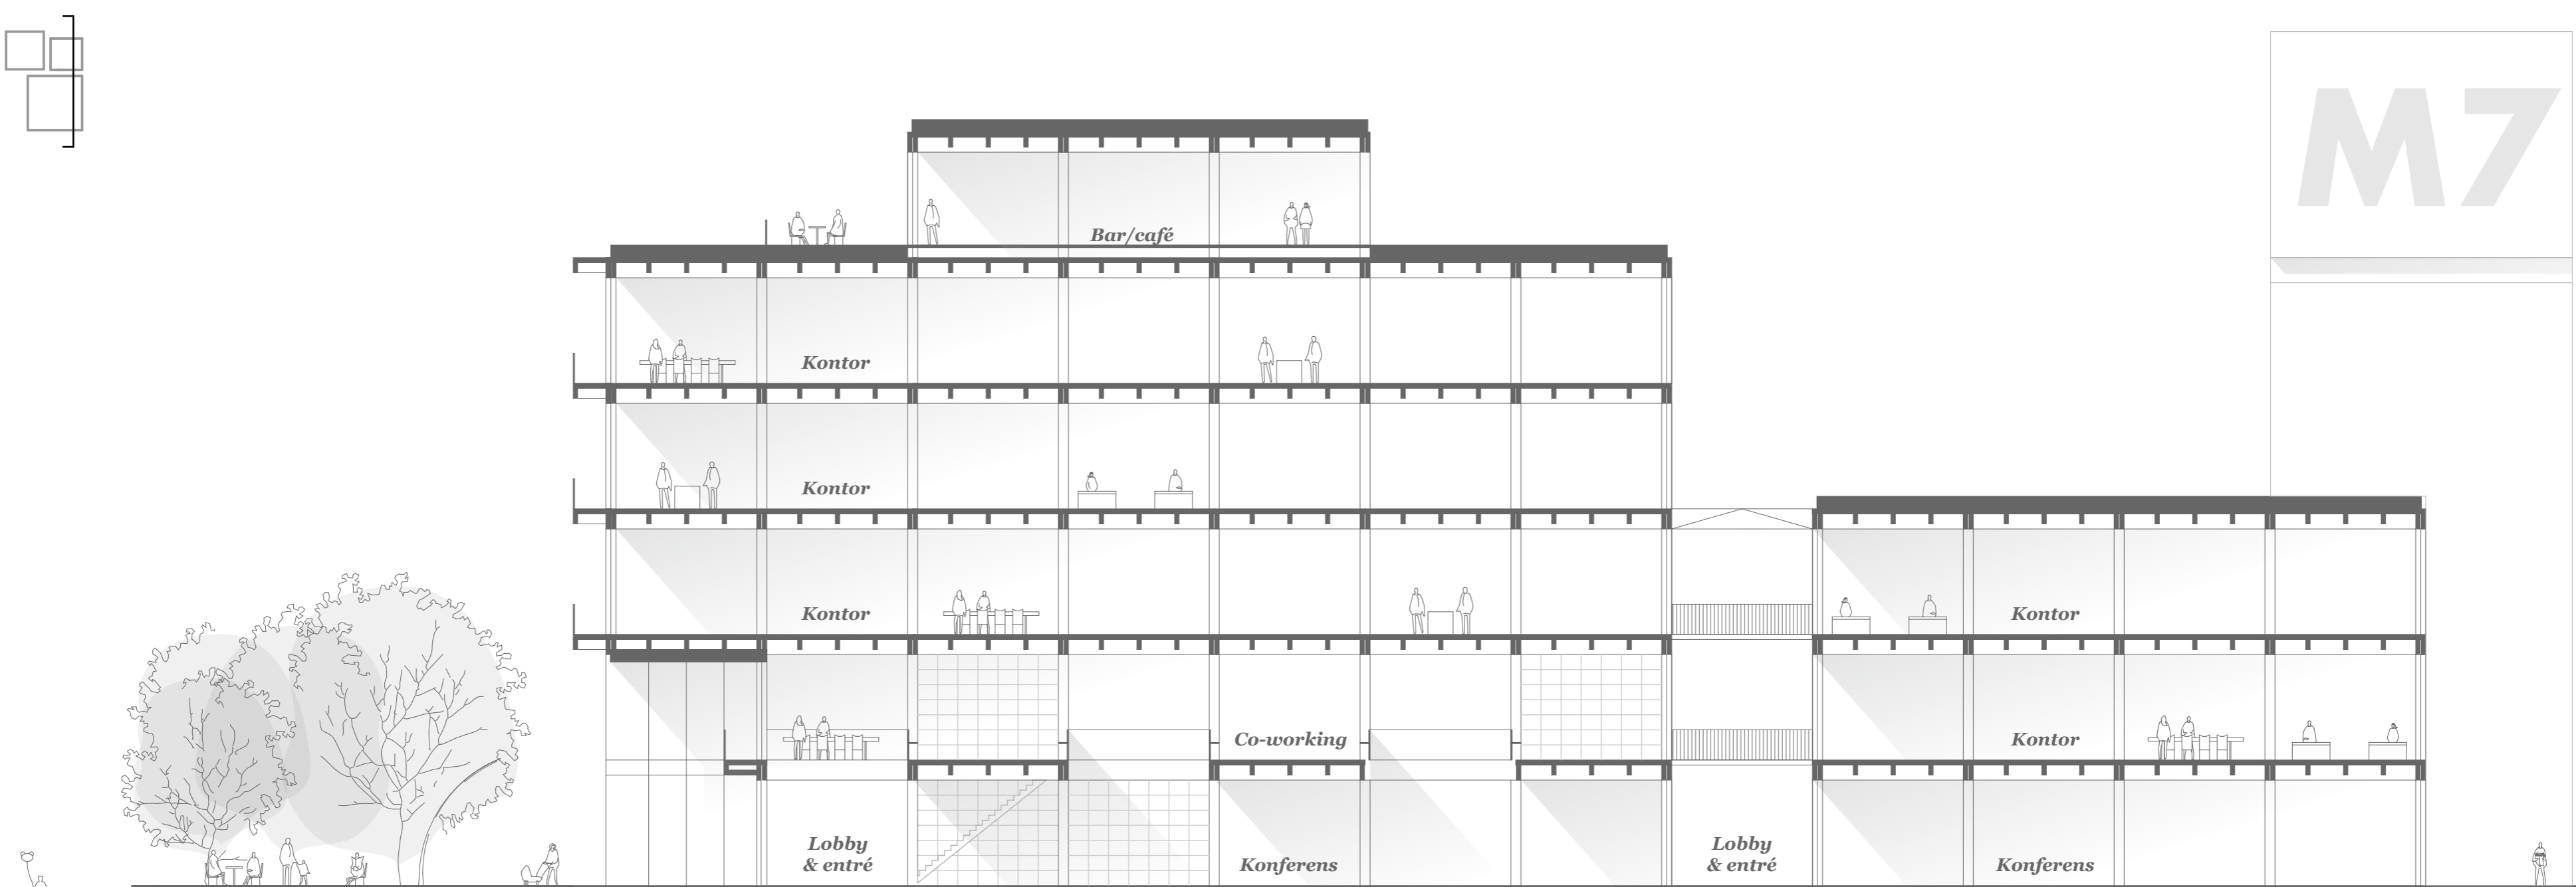 M7
Bar/café
Kontor
Kontor
Kontor
Kontor
Co-working
Kontor
Lobby
& entré
Konferens
Lobby
& entré
Konferens